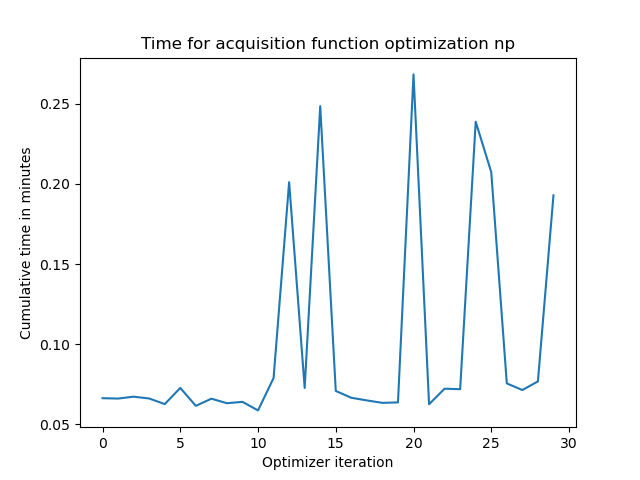 Time for acquisition function optimization np
Cumulative time in minutes
0.25
0.20
0.15
0.10
0.05
0 5 10 15 20 25 30
Optimizer iteration